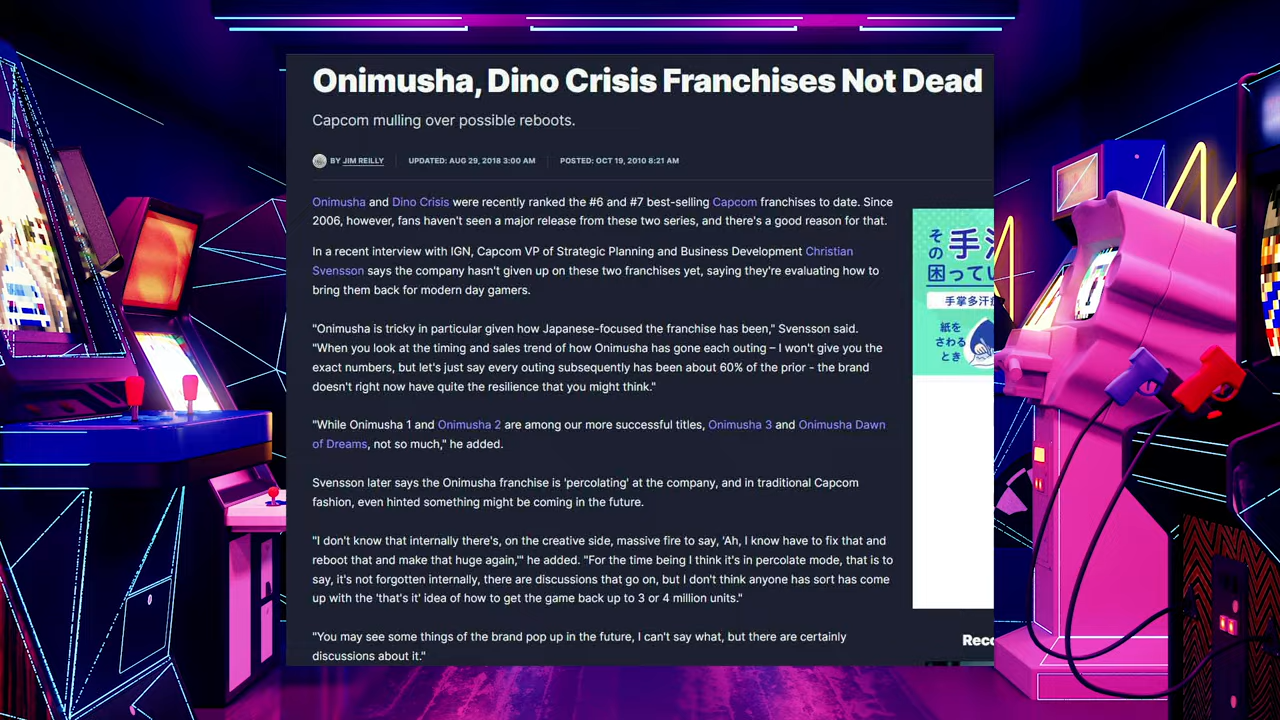 Onimusha, Dino Crisis Franchises Not Dead
Capcom mulling over possible reboots.
BY JIM REILLY UPDATED: AUG 29, 2018 3:00 AM POSTED: OCT 19, 2010 8:21 AM
Onimusha and Dino Crisis were recently ranked the #6 and #7 best-selling Capcom franchises to date. Since
2006, however, fans haven't seen a major release from these two series, and there's a good reason for that.
In a recent interview with IGN, Capcom VP of Strategic Planning and Business Development Christian
Svensson says the company hasn't given up on these two franchises yet, saying they're evaluating how to
bring them back for modern day gamers.
"Onimusha is tricky in particular given how Japanese-focused the franchise has been," Svensson said.
"When you look at the timing and sales trend of how Onimusha has gone each outing – I won't give you the
exact numbers, but let's just say every outing subsequently has been about 60% of the prior - the brand
doesn't right now have quite the resilience that you might think."
"While Onimusha 1 and Onimusha 2 are among our more successful titles, Onimusha 3 and Onimusha Dawn
of Dreams, not so much," he added.
Svensson later says the Onimusha franchise is 'percolating' at the company, and in traditional Capcom
fashion, even hinted something might be coming in the future.
"I don't know that internally there's, on the creative side, massive fire to say, 'Ah, I know have to fix that and
reboot that and make that huge again,'" he added. "For the time being I think it's in percolate mode, that is to
say, it's not forgotten internally, there are discussions that go on, but I don't think anyone has sort has come
up with the 'that's it' idea of how to get the game back up to 3 or 4 million units."
"You may see some things of the brand pop up in the future, I can't say what, but there are certainly
discussions about it."
その
手汗
困ってい
手掌多汗
紙を
さわる
とき
Reco